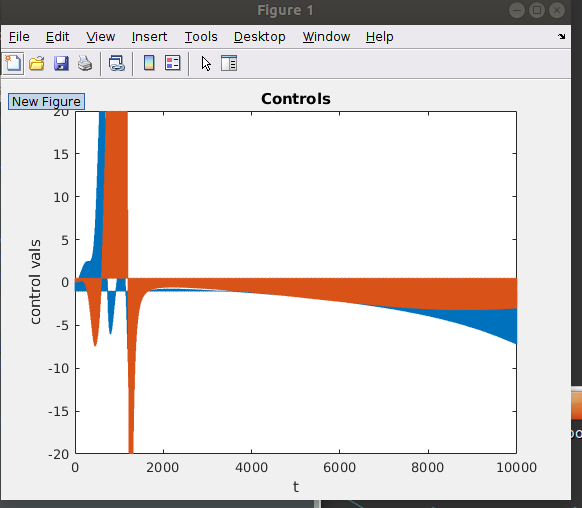 Figure 1
File Edit View Insert Tools Desktop Window Help
New Figure
Controls
20
15
10
5
0
-5
-10
-15
-20
control vals
0 2000 4000 6000 8000 10000
t